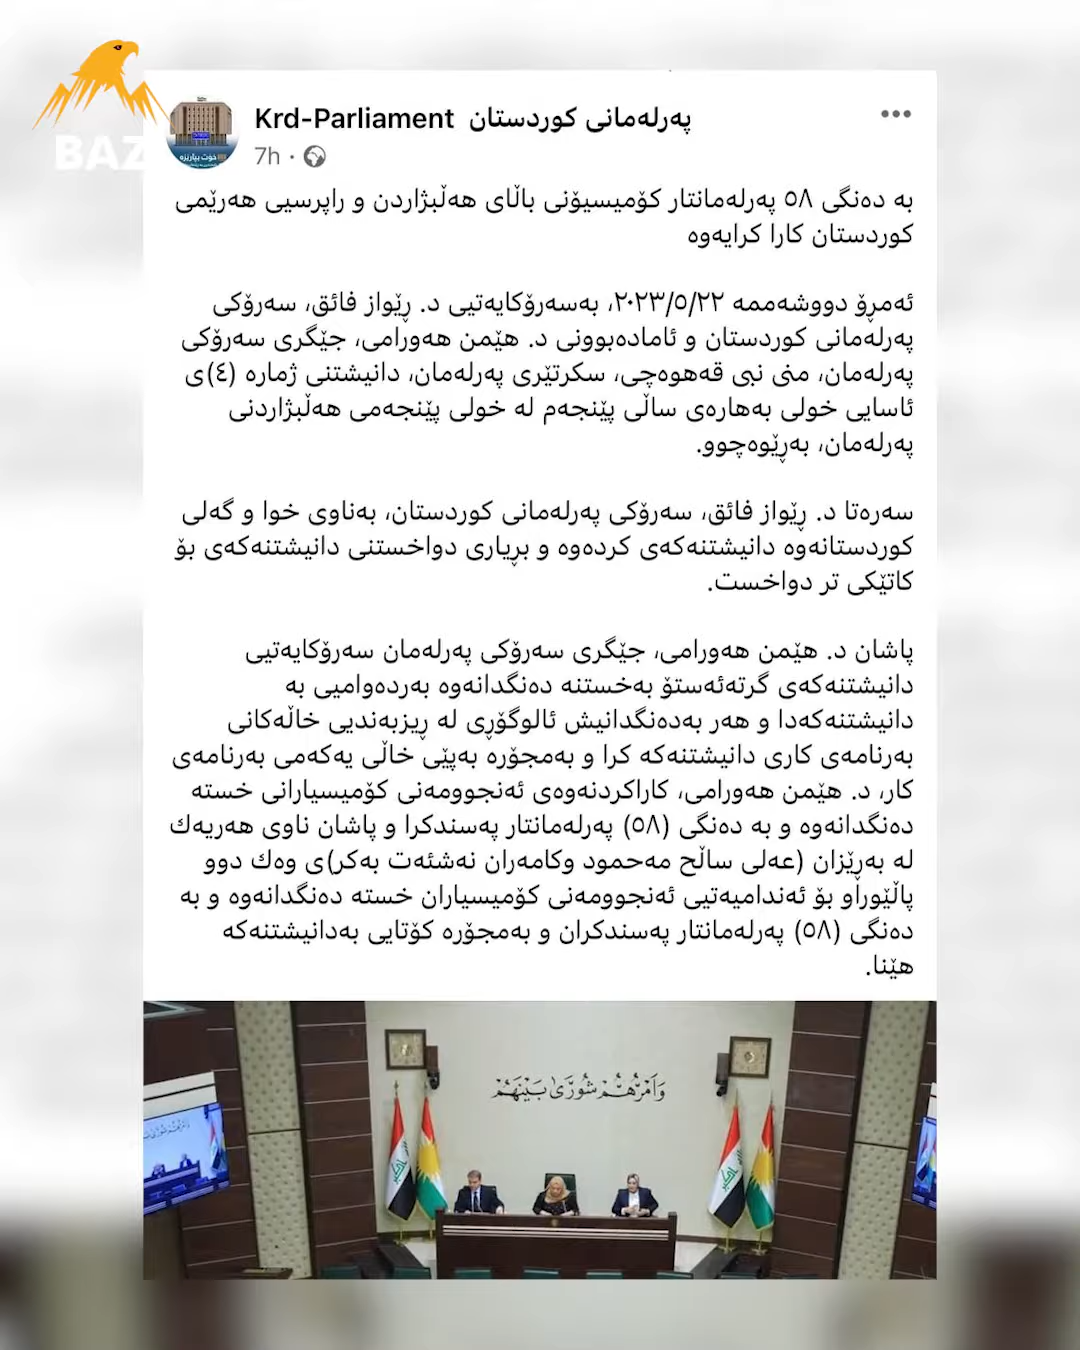 BAZ
Krd-Parliament پەرلەمانی کوردستان
7h
بە دەنگی ٥٨ پەرلەمانتار کۆمیسیۆنی باڵای هەڵبژاردن و راپرسیی هەرێمی
کوردستان کارا کرایەوە
ئەمڕۆ دووشەممە ٢٠٢٣/٥/٢٢، بەسەرۆکایەتیی د. ڕێواز فائق، سەرۆکی
پەرلەمانی کوردستان و ئامادەبوونی د. هێمن هەورامی، جێگری سەرۆکی
پەرلەمان، منی نبی قەهوەچی، سکرتێری پەرلەمان، دانیشتنی ژمارە (٤)ی
ئاسایی خولی بەهارەی ساڵی پێنجەم لە خولی پێنجەمی هەڵبژاردنی
پەرلەمان، بەڕێوەچوو.
سەرەتا د. ڕێواز فائق، سەرۆکی پەرلەمانی کوردستان، بەناوی خوا و گەلی
کوردستانەوە دانیشتنەکەی کردەوە و بڕیاری دواخستنی دانیشتنەکەی بۆ
کاتێکی تر دواخست.
پاشان د. هێمن هەورامی، جێگری سەرۆکی پەرلەمان سەرۆکایەتیی
دانیشتنەکەی گرتەئەستۆ بەخستنە دەنگدانەوە بەردەوامیی بە
دانیشتنەکەدا و هەر بەدەنگدانیش ئالوگۆڕی لە ڕیزبەندیی خاڵەکانی
بەرنامەی کاری دانیشتنەکە کرا و بەمجۆرە بەپێی خاڵی یەکەمی بەرنامەی
کار، د. هێمن هەورامی، کاراکردنەوەی ئەنجوومەنی کۆمیسیارانی خستە
دەنگدانەوە و بە دەنگی (٥٨) پەرلەمانتار پەسندکرا و پاشان ناوی هەریەك
لە بەڕێزان (عەلی ساڵح مەحمود وکامەران نەشئەت بەکر)ی وەك دوو
پاڵێوراو بۆ ئەندامیەتیی ئەنجوومەنی کۆمیسیاران خستە دەنگدانەوە و بە
دەنگی (٥٨) پەرلەمانتار پەسندکران و بەمجۆرە کۆتایی بەدانیشتنەکە
هێنا.
وَأَمْرُهُمْ شُورَىٰ بَيْنَهُمْ